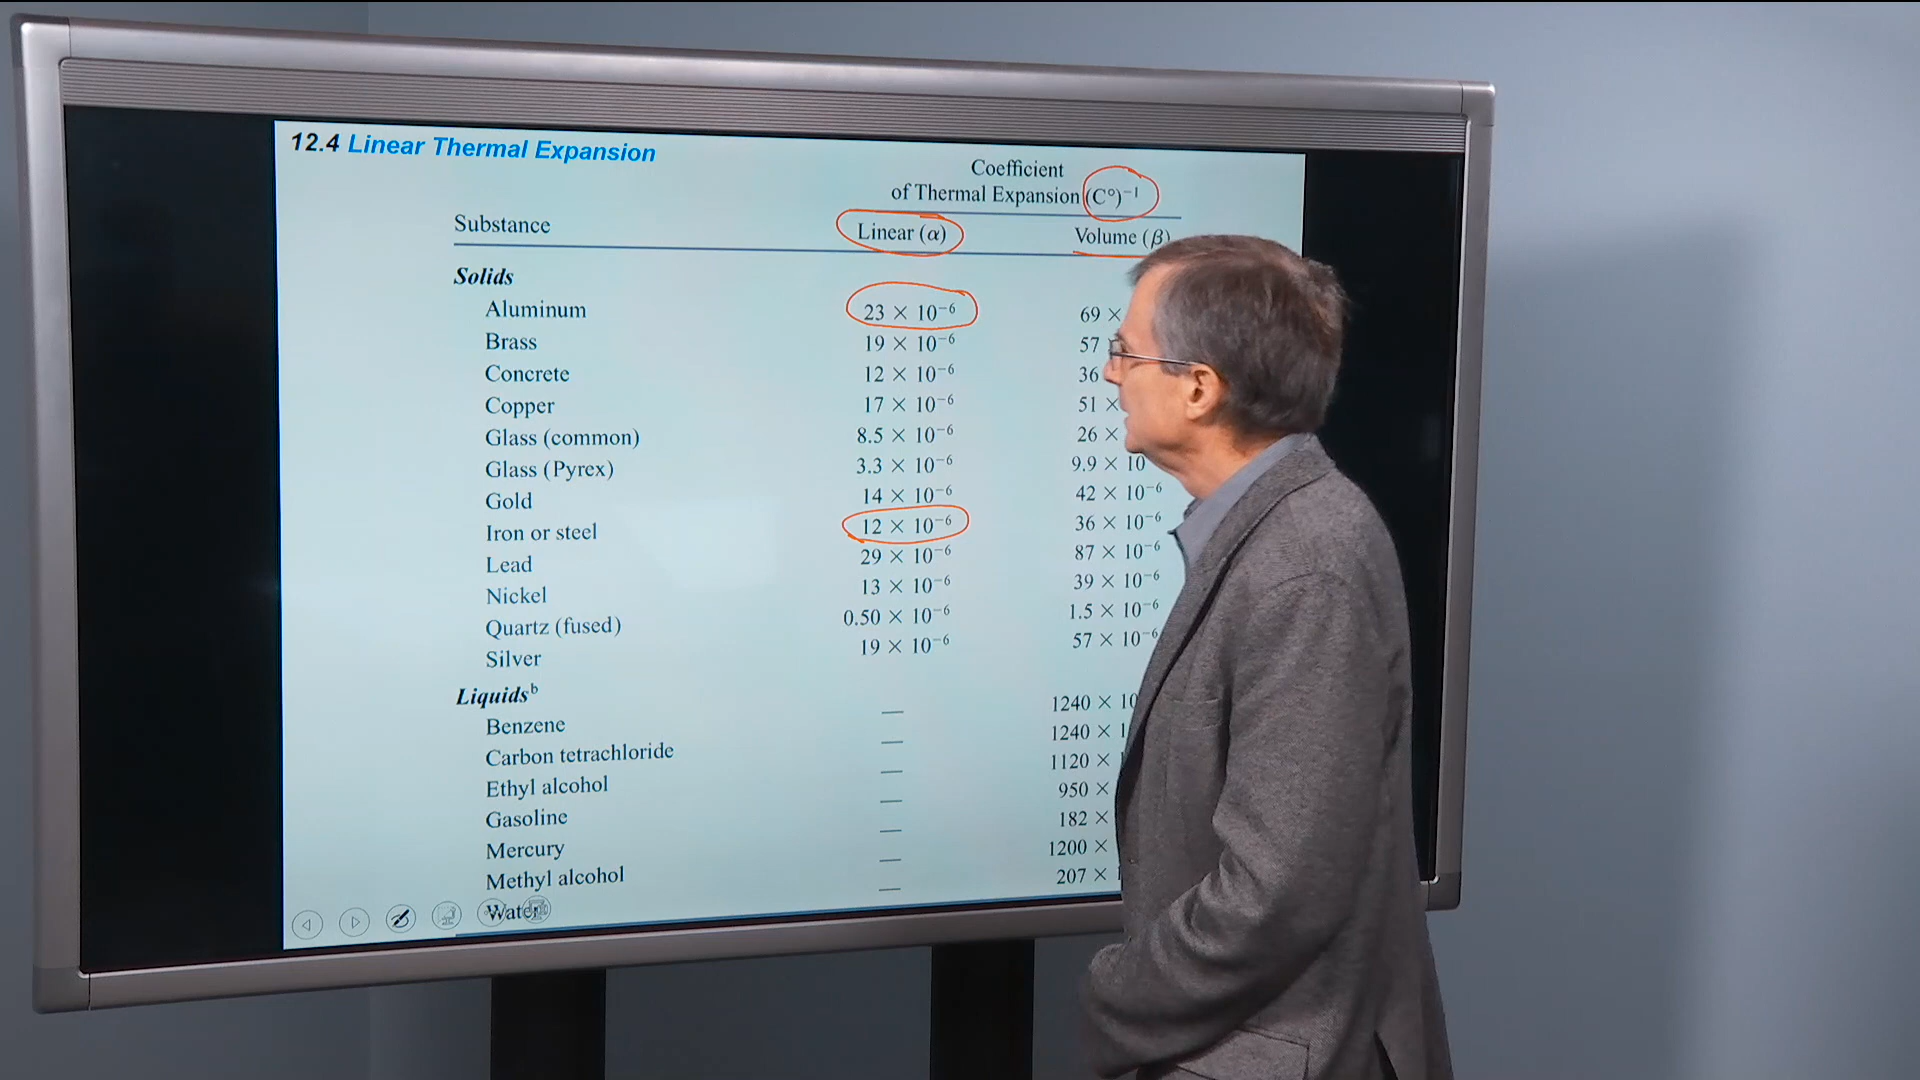 12.4 Linear Thermal Expansion
Coefficient
of Thermal Expansion (C°)⁻¹
Substance Linear (α) Volume (β)
Solids
Aluminum 23 × 10⁻⁶ 69 ×
Brass 19 × 10⁻⁶ 57
Concrete 12 × 10⁻⁶ 36
Copper 17 × 10⁻⁶ 51 ×
Glass (common) 8.5 × 10⁻⁶ 26 ×
Glass (Pyrex) 3.3 × 10⁻⁶ 9.9 × 10
Gold 14 × 10⁻⁶ 42 × 10⁻⁶
Iron or steel 12 × 10⁻⁶ 36 × 10⁻⁶
Lead 29 × 10⁻⁶ 87 × 10⁻⁶
Nickel 13 × 10⁻⁶ 39 × 10⁻⁶
Quartz (fused) 0.50 × 10⁻⁶ 1.5 × 10⁻⁶
Silver 19 × 10⁻⁶ 57 × 10⁻⁶
Liquidsᵇ
Benzene — 1240 × 10
Carbon tetrachloride — 1240 × 1
Ethyl alcohol — 1120 ×
Gasoline — 950 ×
Mercury — 182 ×
Methyl alcohol — 1200 ×
Water — 207 ×